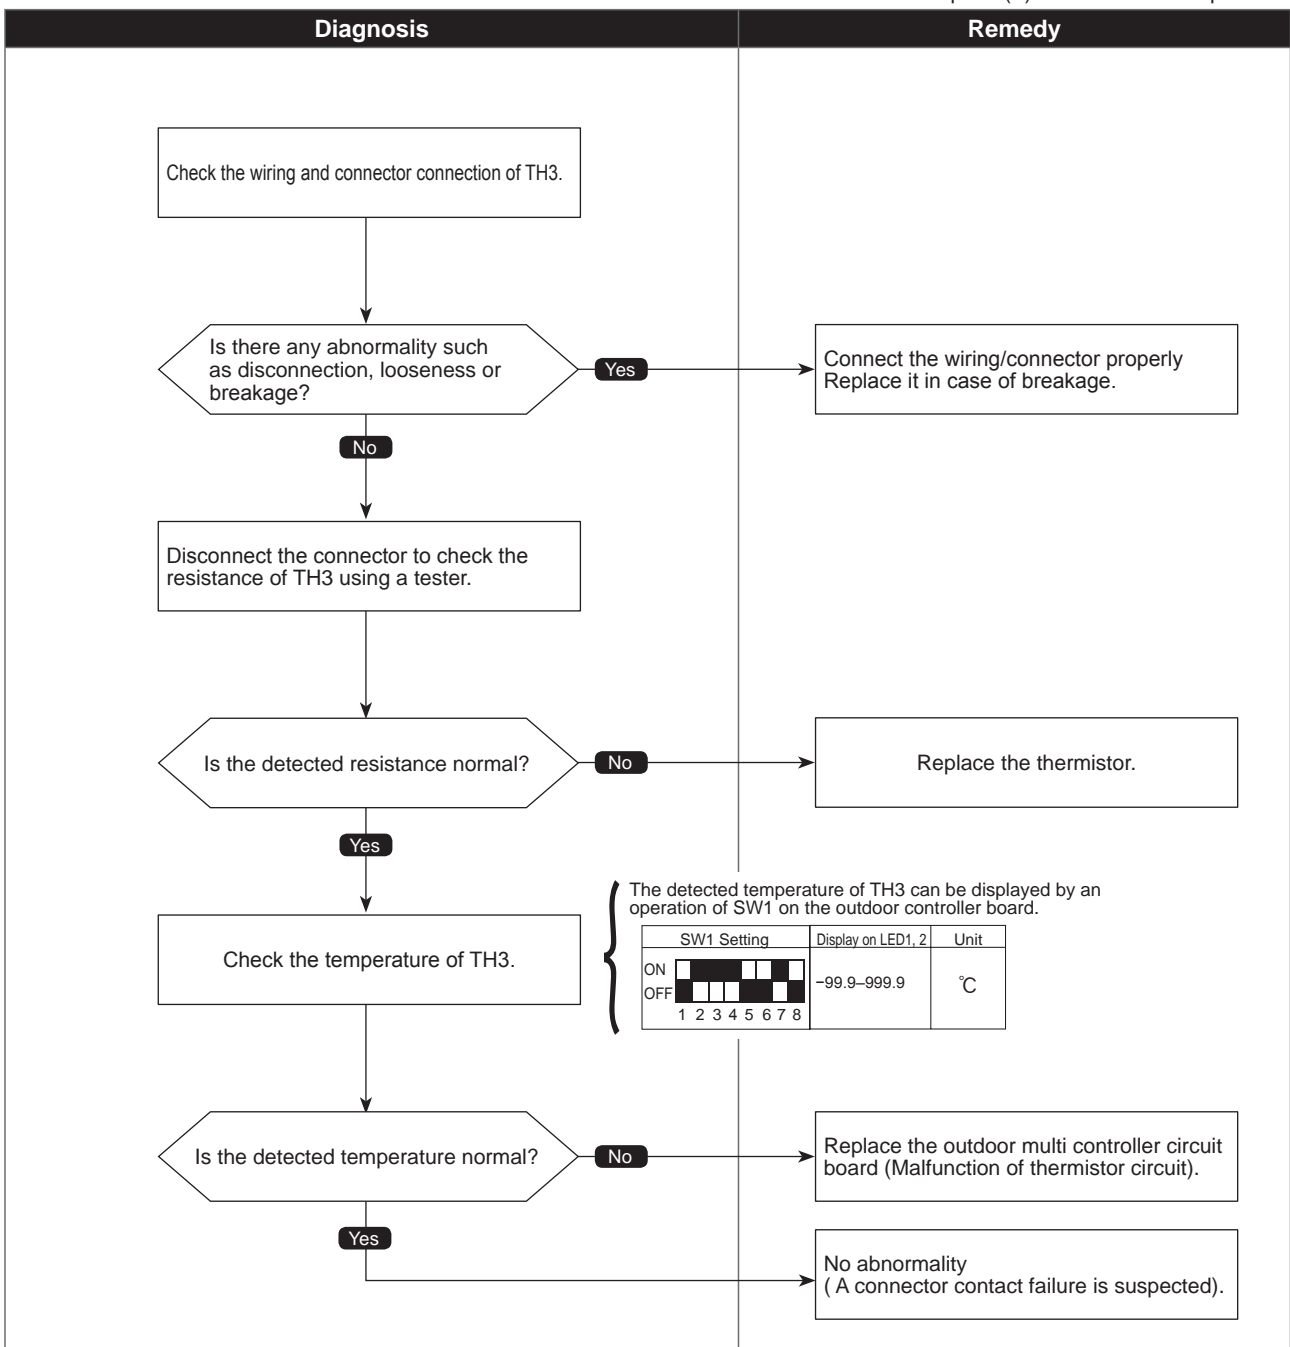 Diagnosis
Remedy
Check the wiring and connector connection of TH3.
Is there any abnormality such
as disconnection, looseness or
breakage?
Yes
Connect the wiring/connector properly
Replace it in case of breakage.
No
Disconnect the connector to check the
resistance of TH3 using a tester.
Is the detected resistance normal?
No
Replace the thermistor.
Yes
The detected temperature of TH3 can be displayed by an
operation of SW1 on the outdoor controller board.
Check the temperature of TH3.
SW1 Setting
Display on LED1, 2
Unit
ON
OFF
1 2 3 4 5 6 7 8
−99.9–999.9
℃
Is the detected temperature normal?
No
Replace the outdoor multi controller circuit
board (Malfunction of thermistor circuit).
Yes
No abnormality
( A connector contact failure is suspected).